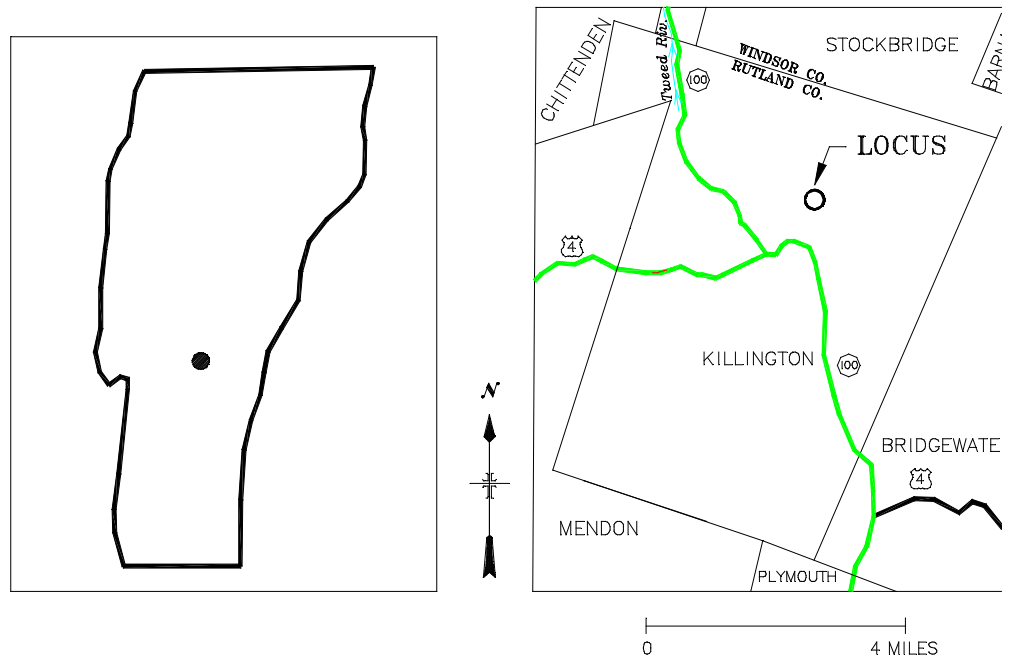 CHITTENDEN
Tweed Riv.
100
WINDSOR CO.
RUTLAND CO.
STOCKBRIDGE
BARNA
LOCUS
4
KILLINGTON
100
N
BRIDGEWATE
4
MENDON
PLYMOUTH
0
4 MILES